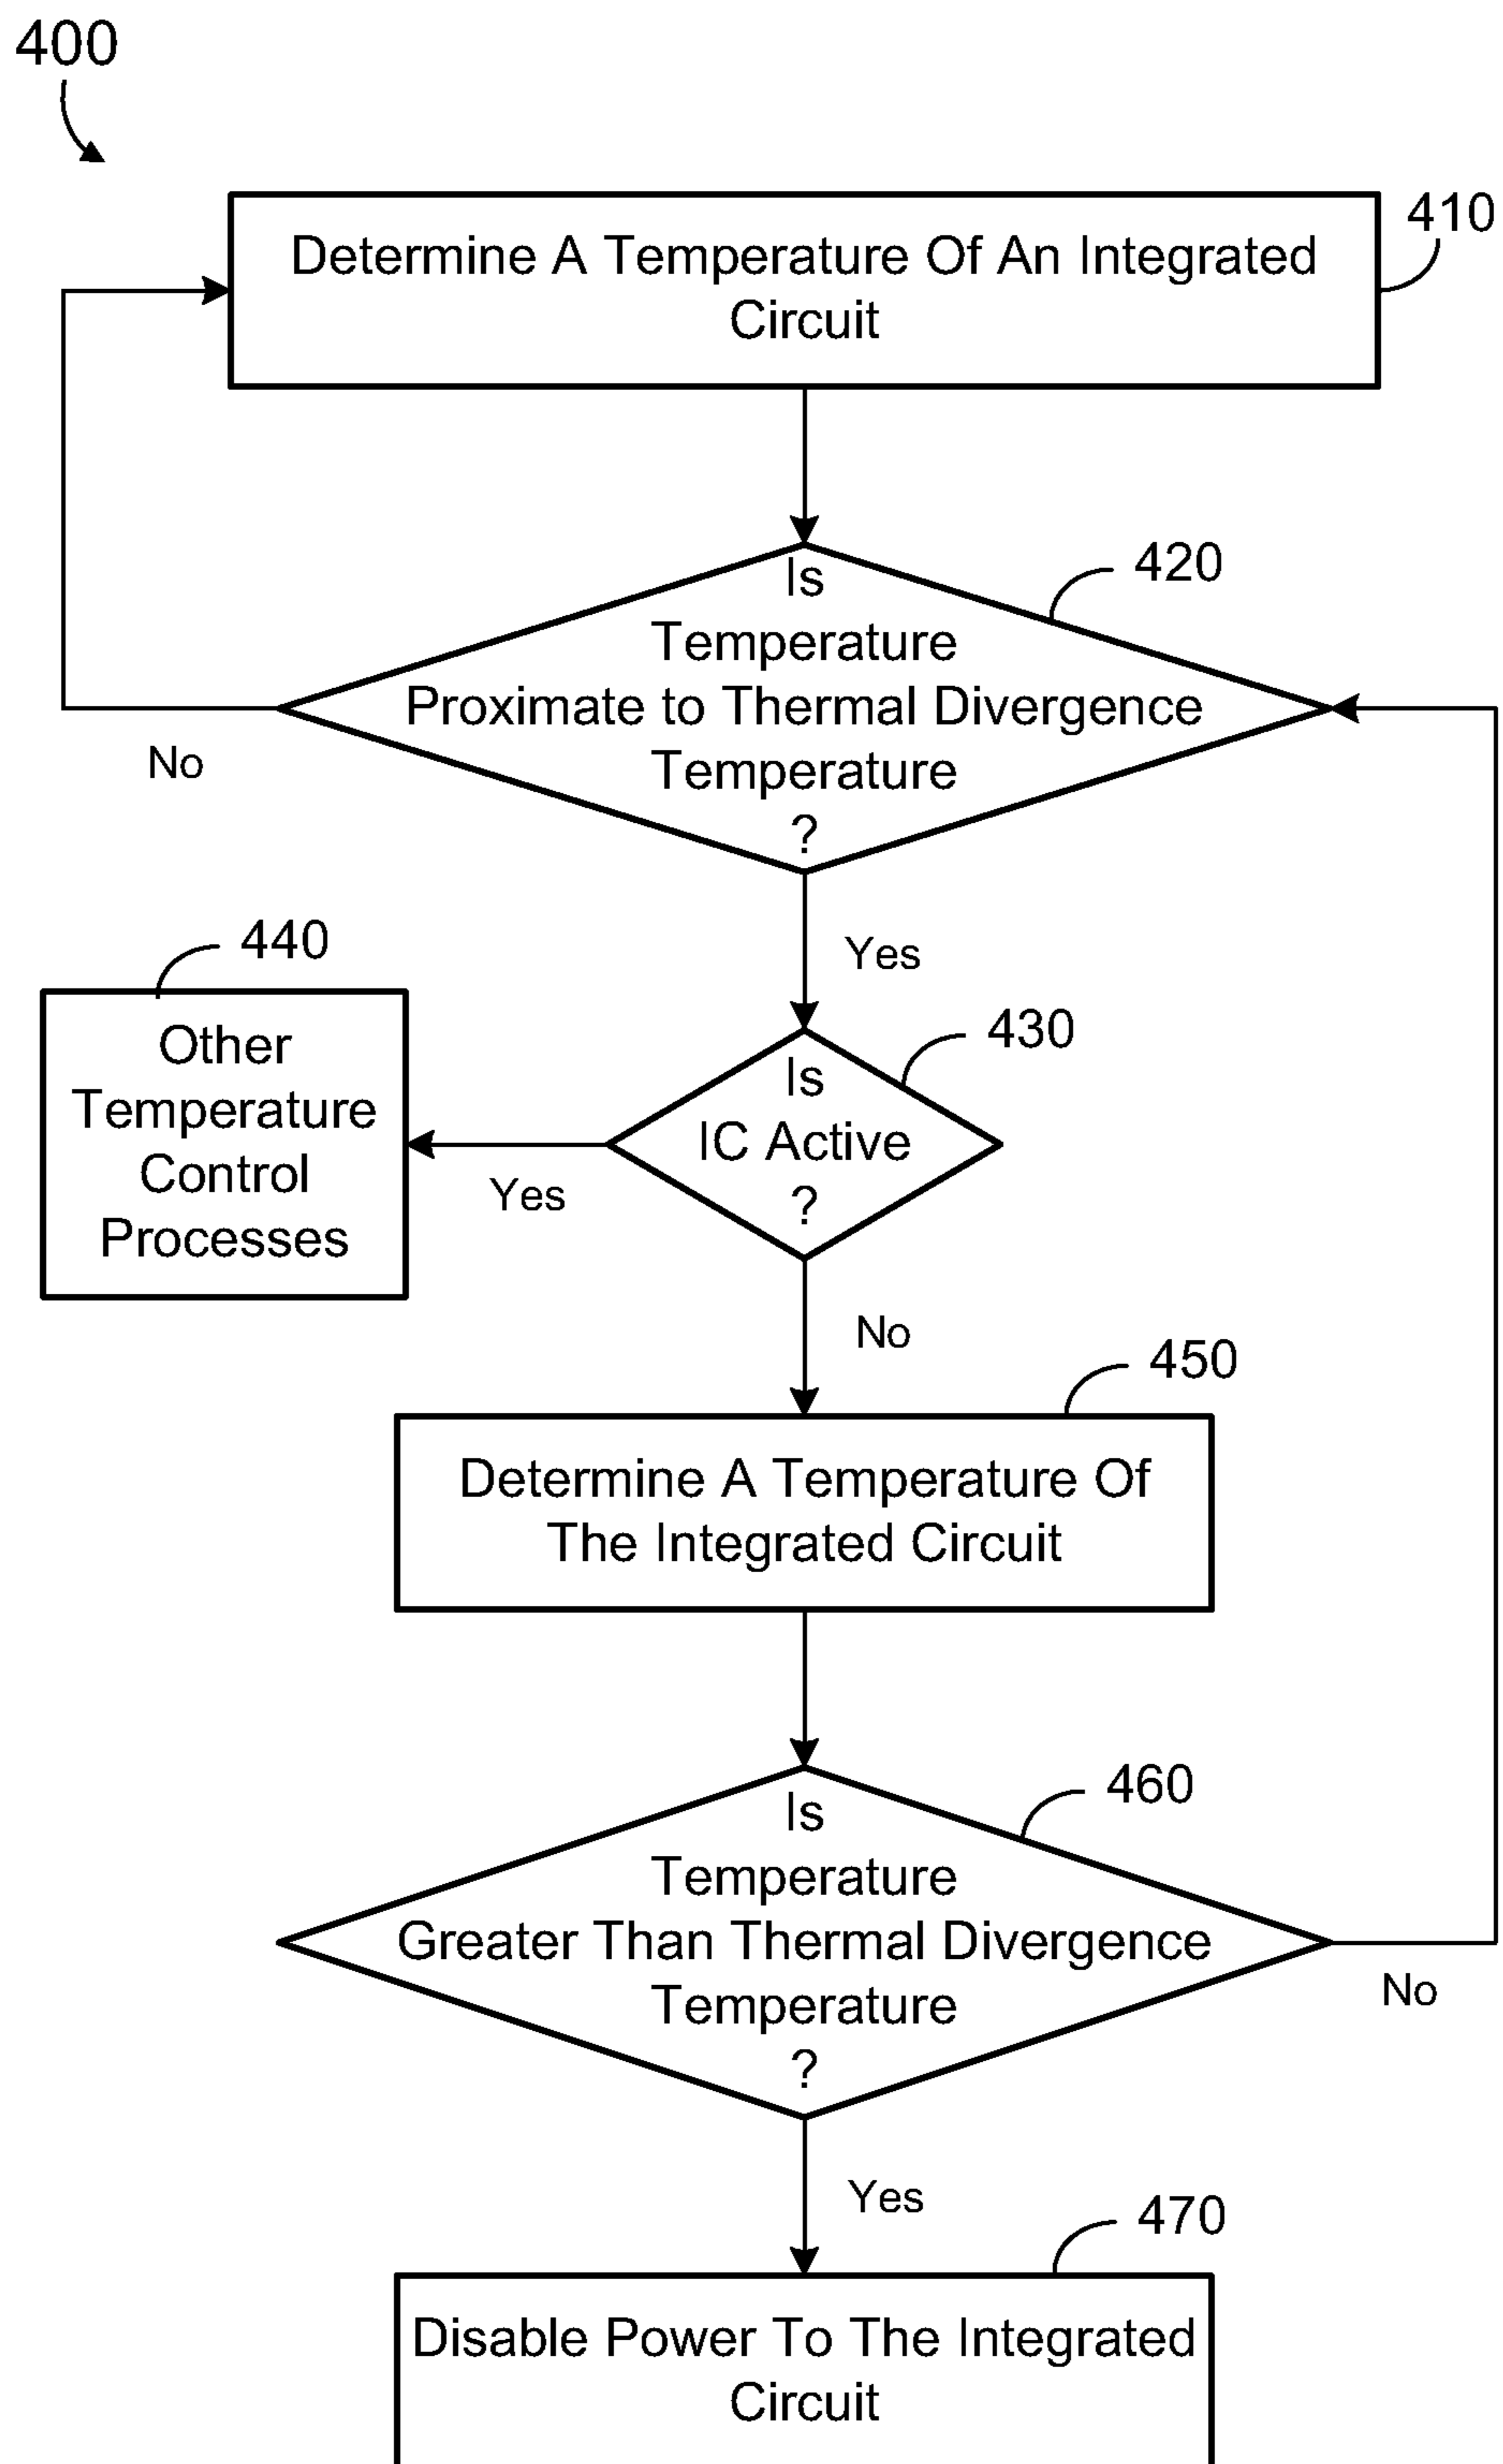 400
410
Determine A Temperature Of An Integrated
Circuit
420
Is
Temperature
Proximate to Thermal Divergence
Temperature
?
No
Yes
440
Other
Temperature
Control
Processes
430
Is
IC Active
?
Yes
No
450
Determine A Temperature Of
The Integrated Circuit
460
Is
Temperature
Greater Than Thermal Divergence
Temperature
?
No
Yes
470
Disable Power To The Integrated
Circuit